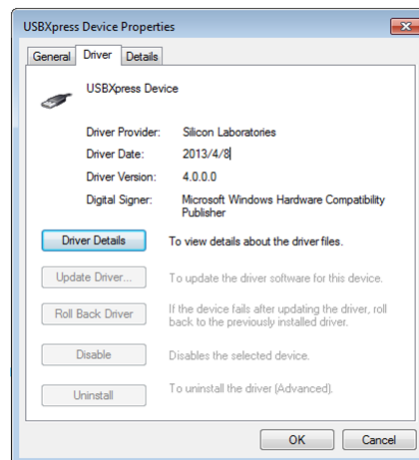 USBXpress Device Properties
General Driver Details
USBXpress Device
Driver Provider: Silicon Laboratories
Driver Date: 2013/4/8
Driver Version: 4.0.0.0
Digital Signer: Microsoft Windows Hardware Compatibility
Publisher
Driver Details To view details about the driver files.
Update Driver... To update the driver software for this device.
Roll Back Driver If the device fails after updating the driver, roll
back to the previously installed driver.
Disable Disables the selected device.
Uninstall To uninstall the driver (Advanced).
OK Cancel